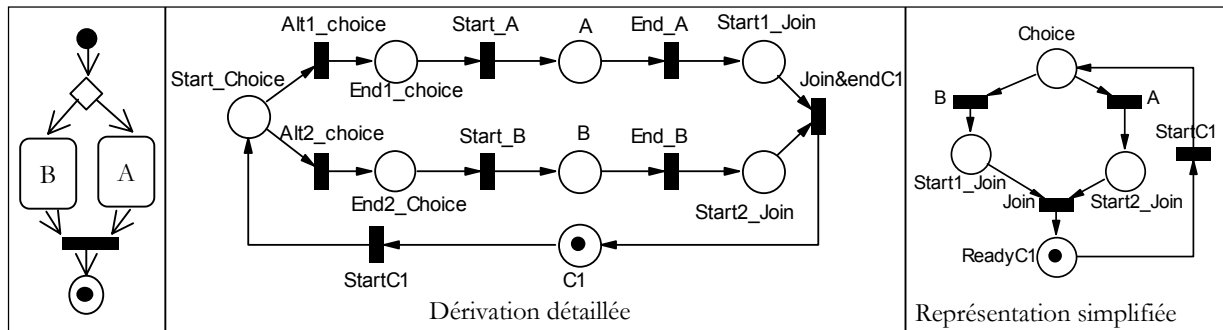 B
A
Alt1_choice
Start_A
A
End_A
Start1_Join
Start_Choice
End1_choice
Join&endC1
Alt2_choice
Start_B
B
End_B
End2_Choice
Start2_Join
StartC1
C1
Dérivation détaillée
Choice
B
A
StartC1
Start1_Join
Join
Start2_Join
ReadyC1
Représentation simplifiée